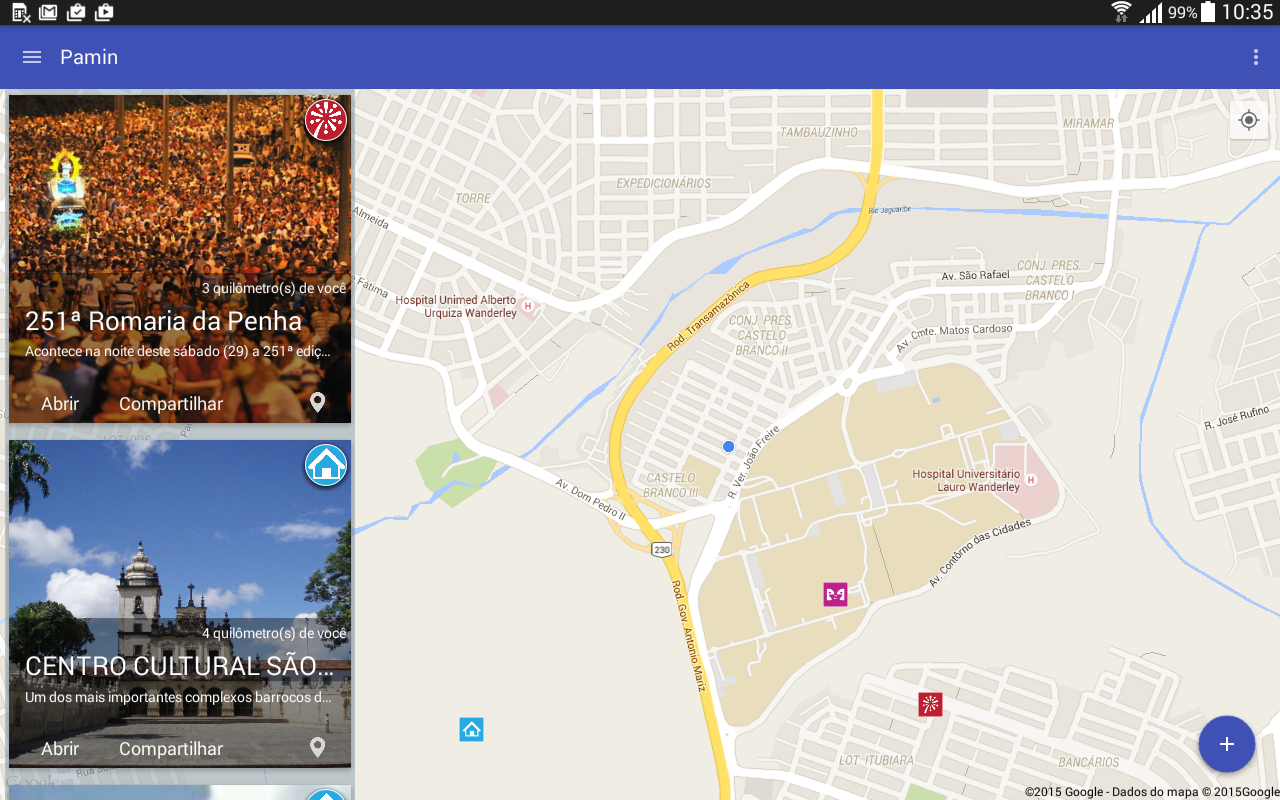 99% 10:35
Pamin
3 quilômetro(s) de você
251ª Romaria da Penha
Acontece na noite deste sábado (29) a 251ª ediç...
Abrir Compartilhar
4 quilômetro(s) de você
CENTRO CULTURAL SÃO...
Um dos mais importantes complexos barrocos d...
Abrir Compartilhar
Google
TAMBAUZINHO
MIRAMAR
EXPEDICIONÁRIOS
TORRE
Rio Jaguaribe
Almeida
e Fátima
Av. São Rafael
CONJ. PRES.
CASTELO
BRANCO I
Hospital Unimed Alberto
Urquiza Wanderley
H
Rod. Transamazônica
CONJ. PRES.
CASTELO
BRANCO II
Av. Cmte. Matos Cardoso
R. José Rufino
R. Ver. João Freire
CASTELO
BRANCO III
Hospital Universitário
Lauro Wanderley
H
Av. Dom Pedro II
230
Av. Contôrno das Cidades
Rod. Gov. Antonio Mariz
LOT. ITUBIARA
BANCÁRIOS
©2015 Google - Dados do mapa © 2015Google